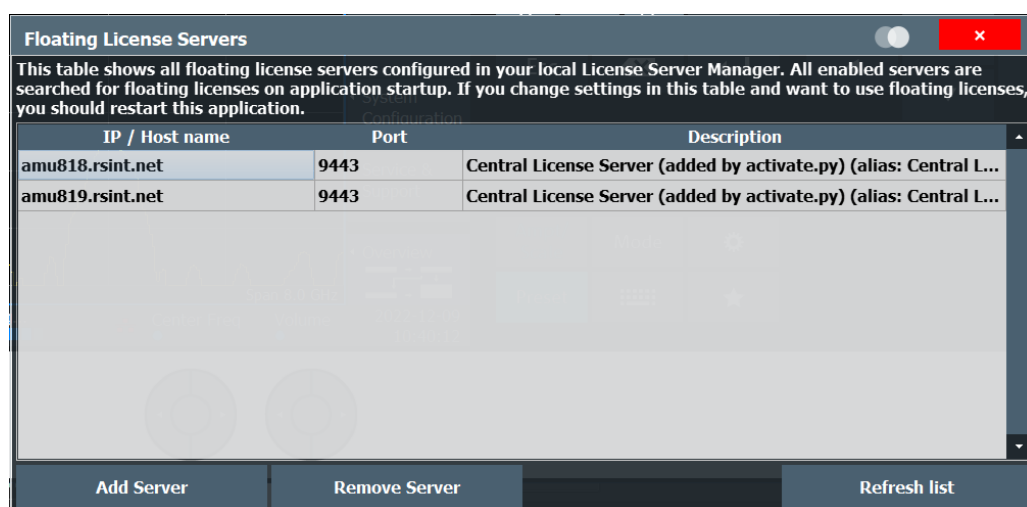 Floating License Servers
This table shows all floating license servers configured in your local License Server Manager. All enabled servers are
searched for floating licenses on application startup. If you change settings in this table and want to use floating licenses,
you should restart this application.
IP / Host name Port Description
amu818.rsint.net 9443 Central License Server (added by activate.py) (alias: Central L...
amu819.rsint.net 9443 Central License Server (added by activate.py) (alias: Central L...
Add Server Remove Server Refresh list